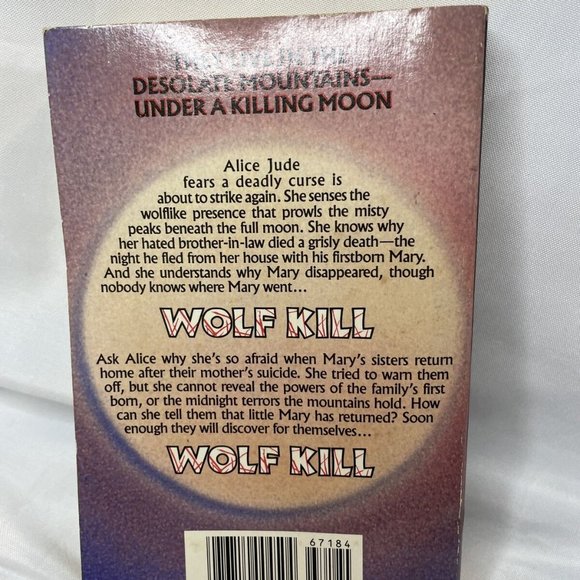 THEY LIVE IN THE
DESOLATE MOUNTAINS—
UNDER A KILLING MOON
Alice Jude
fears a deadly curse is
about to strike again. She senses the
wolflike presence that prowls the misty
peaks beneath the full moon. She knows why
her hated brother-in-law died a grisly death—the
night he fled from her house with his firstborn Mary.
And she understands why Mary disappeared, though
nobody knows where Mary went...
WOLF KILL
Ask Alice why she's so afraid when Mary's sisters return
home after their mother's suicide. She tried to warn them
off, but she cannot reveal the powers of the family's first
born, or the midnight terrors the mountains hold. How
can she tell them that little Mary has returned? Soon
enough they will discover for themselves...
WOLF KILL
67184